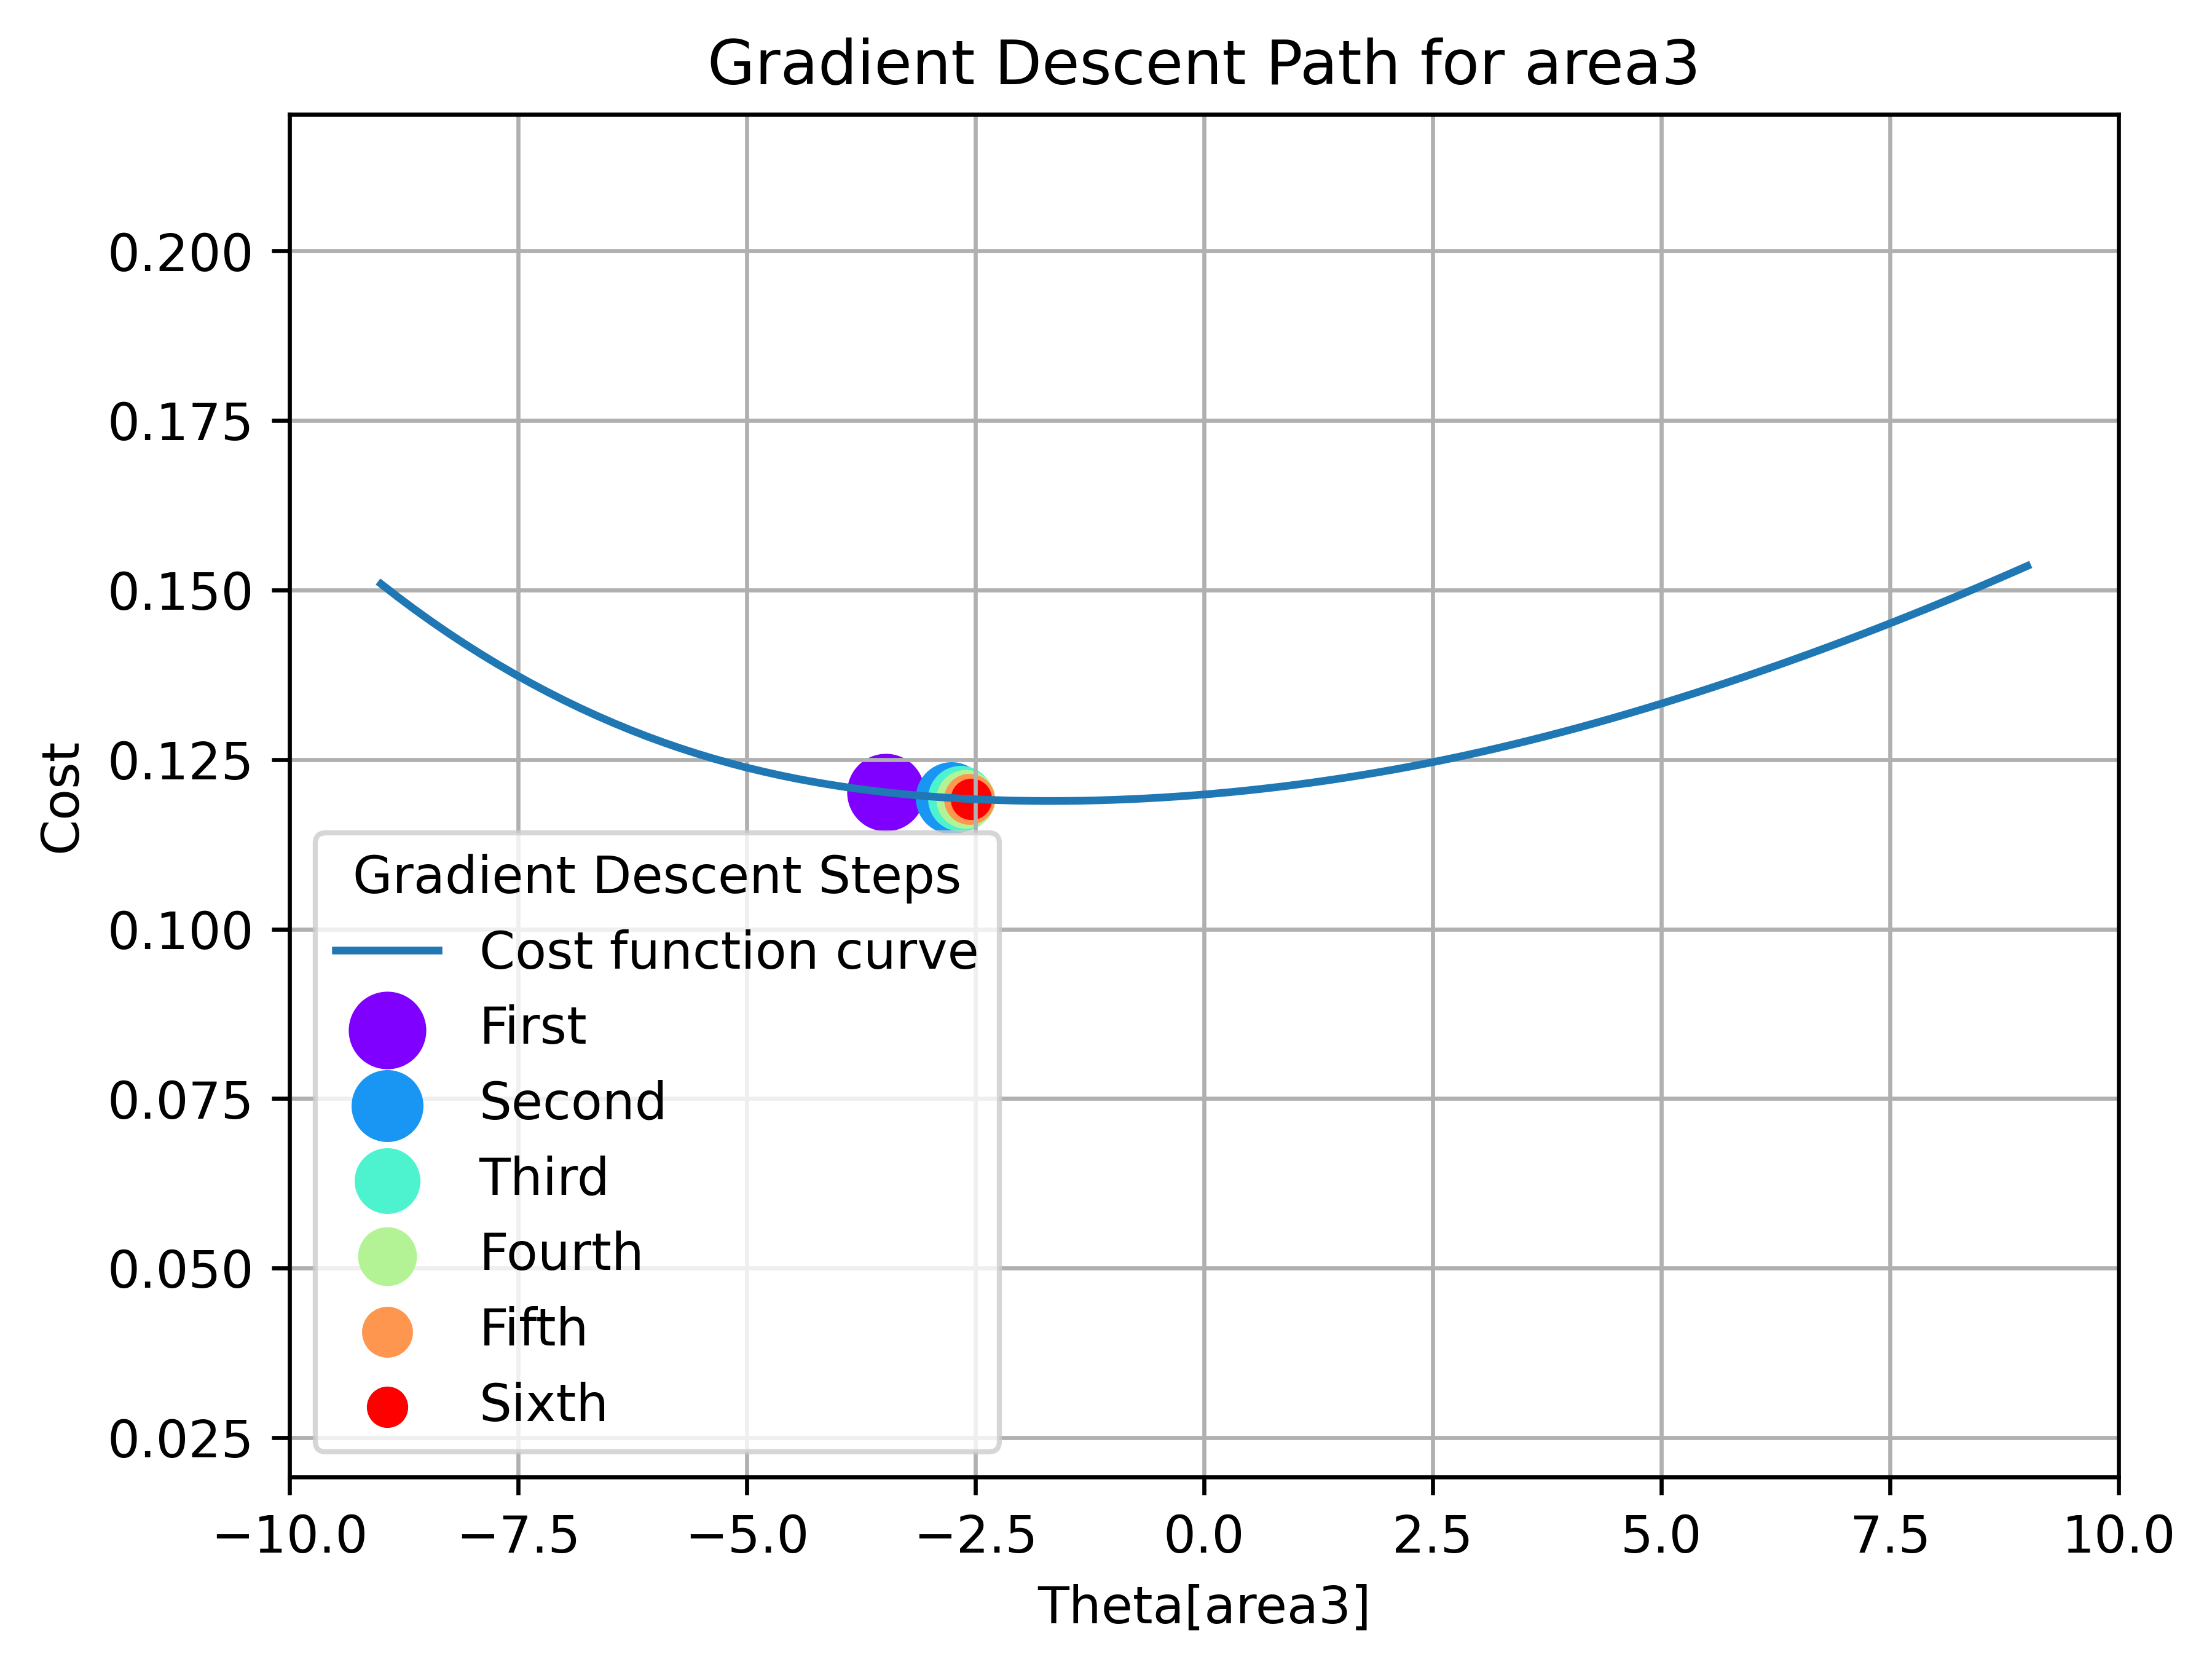 Gradient Descent Path for area3
0.200
0.175
0.150
0.125
0.100
0.075
0.050
0.025
Cost
Gradient Descent Steps
Cost function curve
First
Second
Third
Fourth
Fifth
Sixth
−10.0 −7.5 −5.0 −2.5 0.0 2.5 5.0 7.5 10.0
Theta[area3]